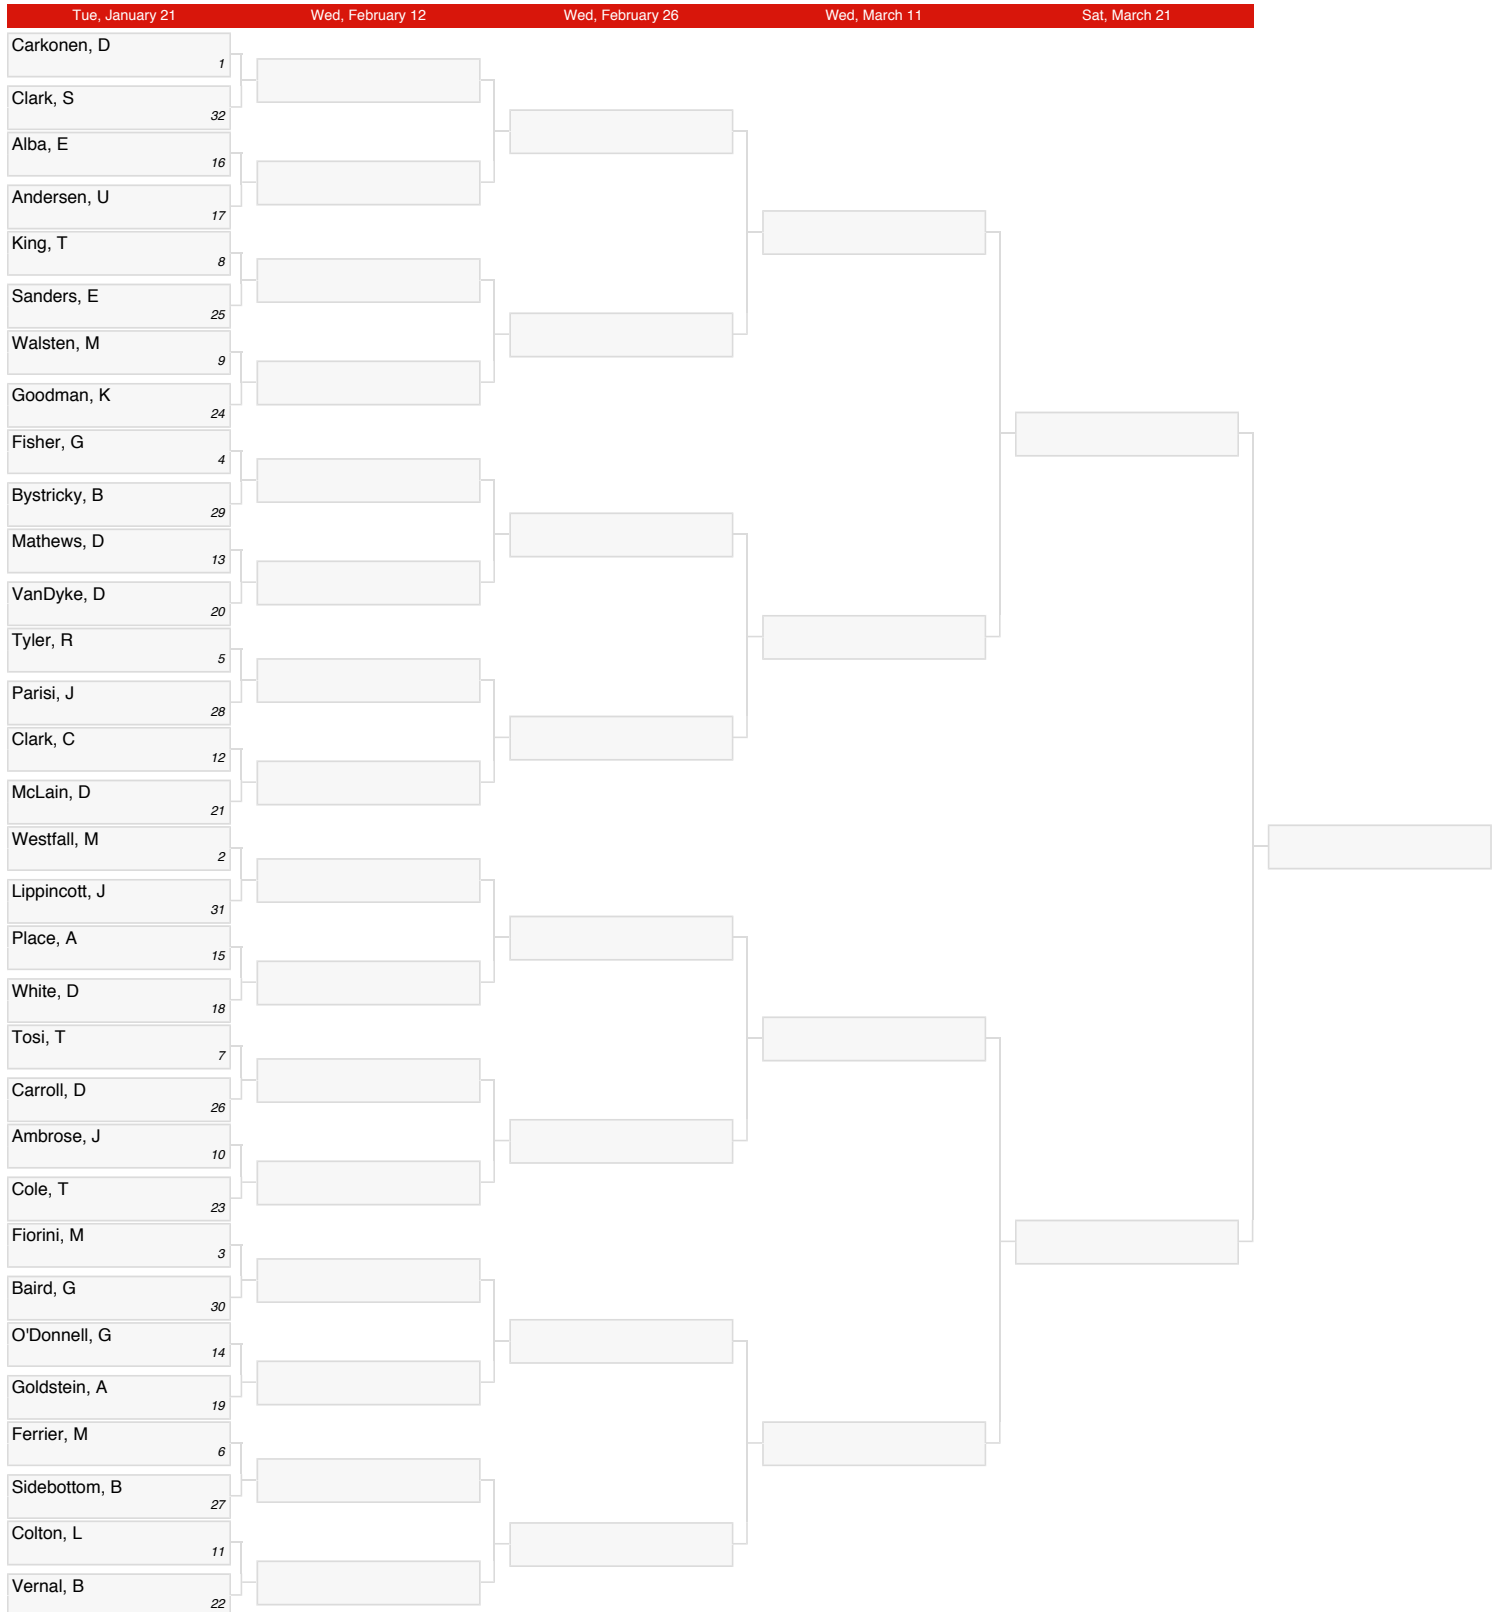 Tue, January 21 Wed, February 12 Wed, February 26 Wed, March 11 Sat, March 21
Carkonen, D
1
Clark, S
32
Alba, E
16
Andersen, U
17
King, T
8
Sanders, E
25
Walsten, M
9
Goodman, K
24
Fisher, G
4
Bystricky, B
29
Mathews, D
13
VanDyke, D
20
Tyler, R
5
Parisi, J
28
Clark, C
12
McLain, D
21
Westfall, M
2
Lippincott, J
31
Place, A
15
White, D
18
Tosi, T
7
Carroll, D
26
Ambrose, J
10
Cole, T
23
Fiorini, M
3
Baird, G
30
O'Donnell, G
14
Goldstein, A
19
Ferrier, M
6
Sidebottom, B
27
Colton, L
11
Vernal, B
22